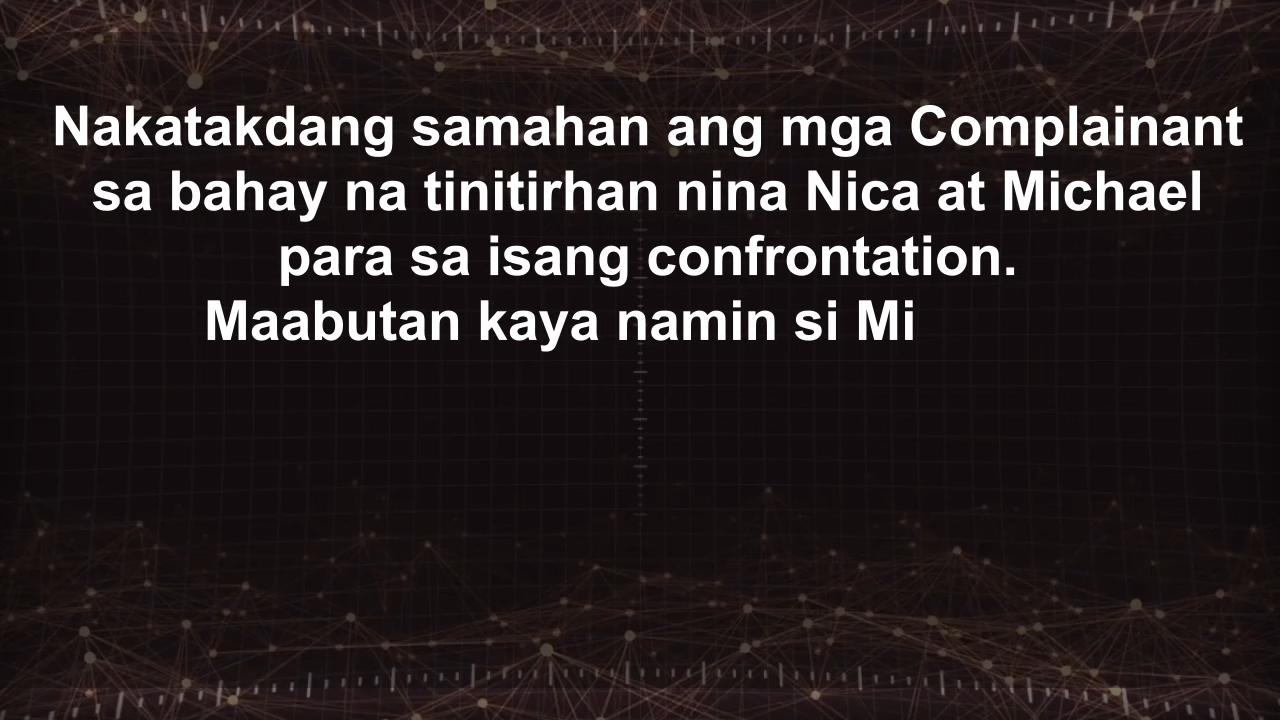 Nakatakdang samahan ang mga Complainant
sa bahay na tinitirhan nina Nica at Michael
para sa isang confrontation.
Maabutan kaya namin si Mi